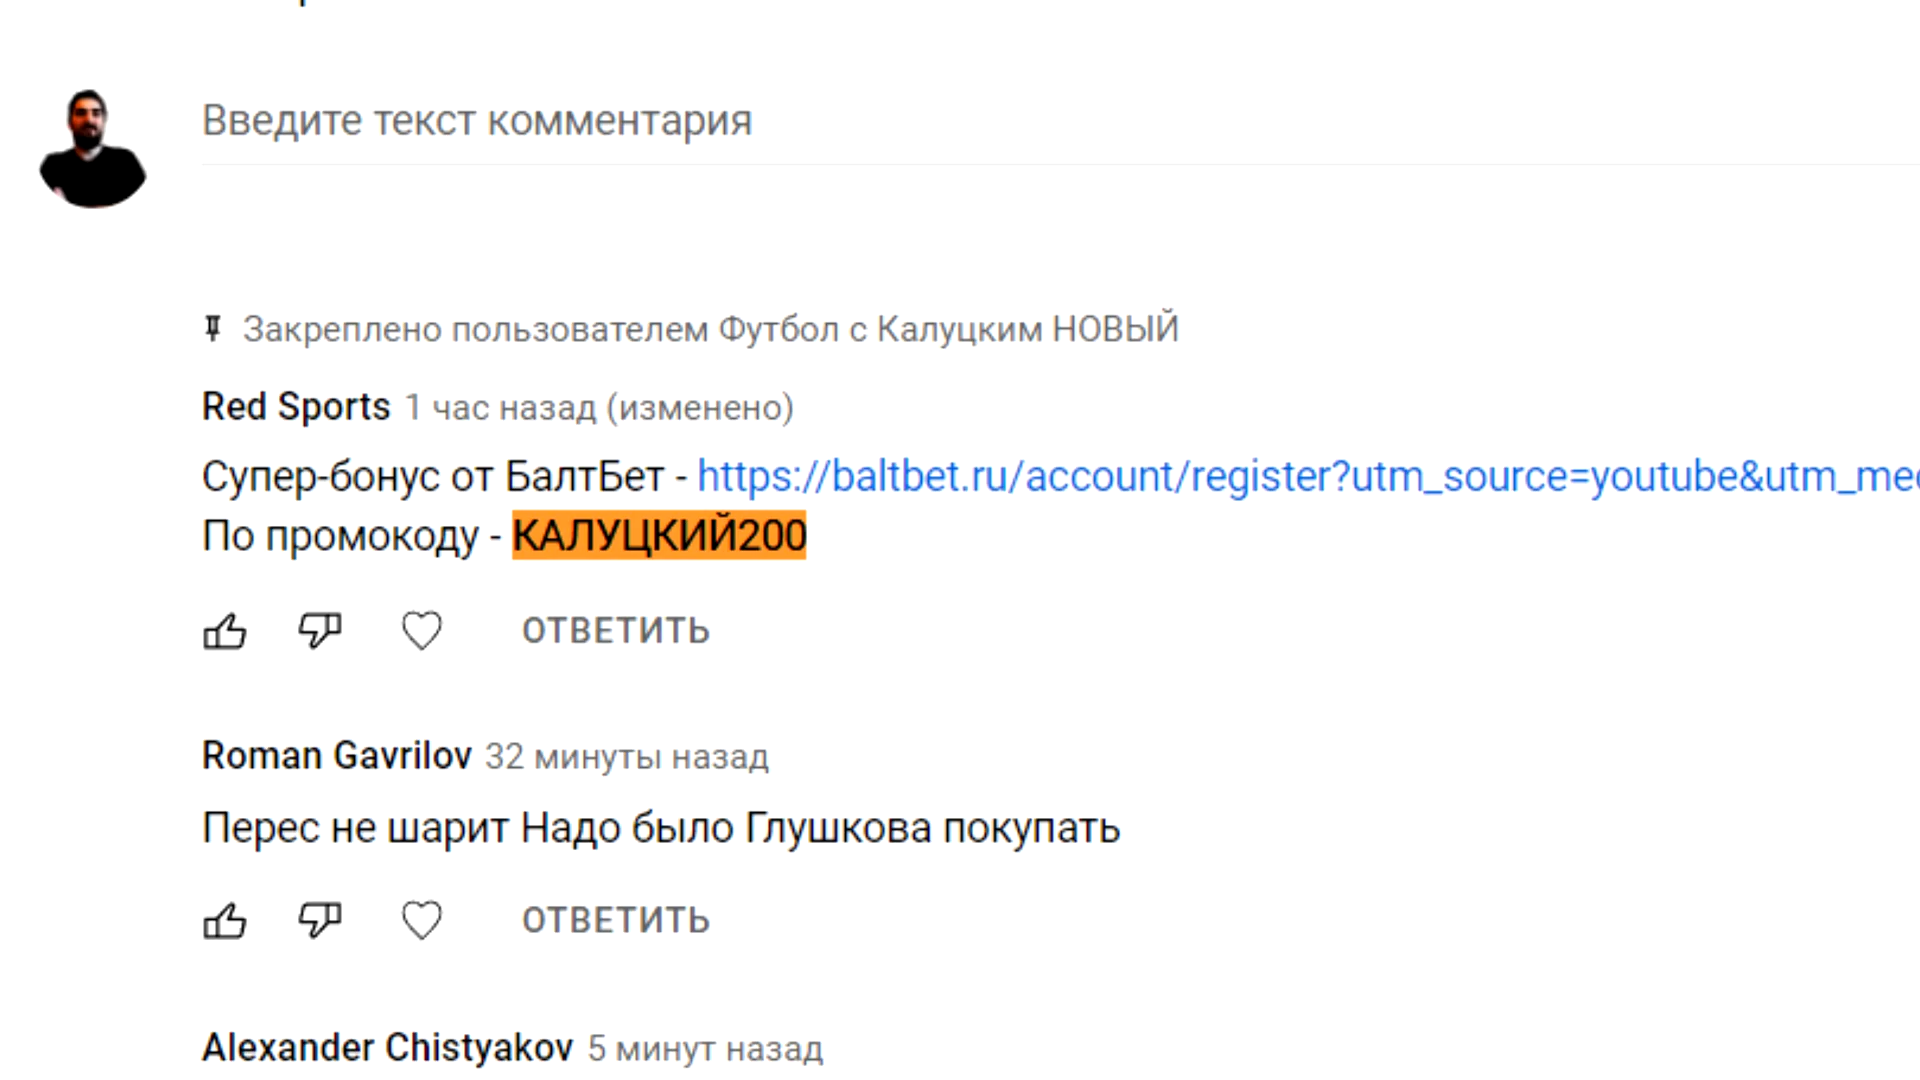 Введите текст комментария
Закреплено пользователем Футбол с Калуцким НОВЫЙ
Red Sports 1 час назад (изменено)
Супер-бонус от БалтБет - https://baltbet.ru/account/register?utm_source=youtube&utm_med
По промокоду - КАЛУЦКИЙ200
ОТВЕТИТЬ
Roman Gavrilov 32 минуты назад
Перес не шарит Надо было Глушкова покупать
ОТВЕТИТЬ
Alexander Chistyakov 5 минут назад